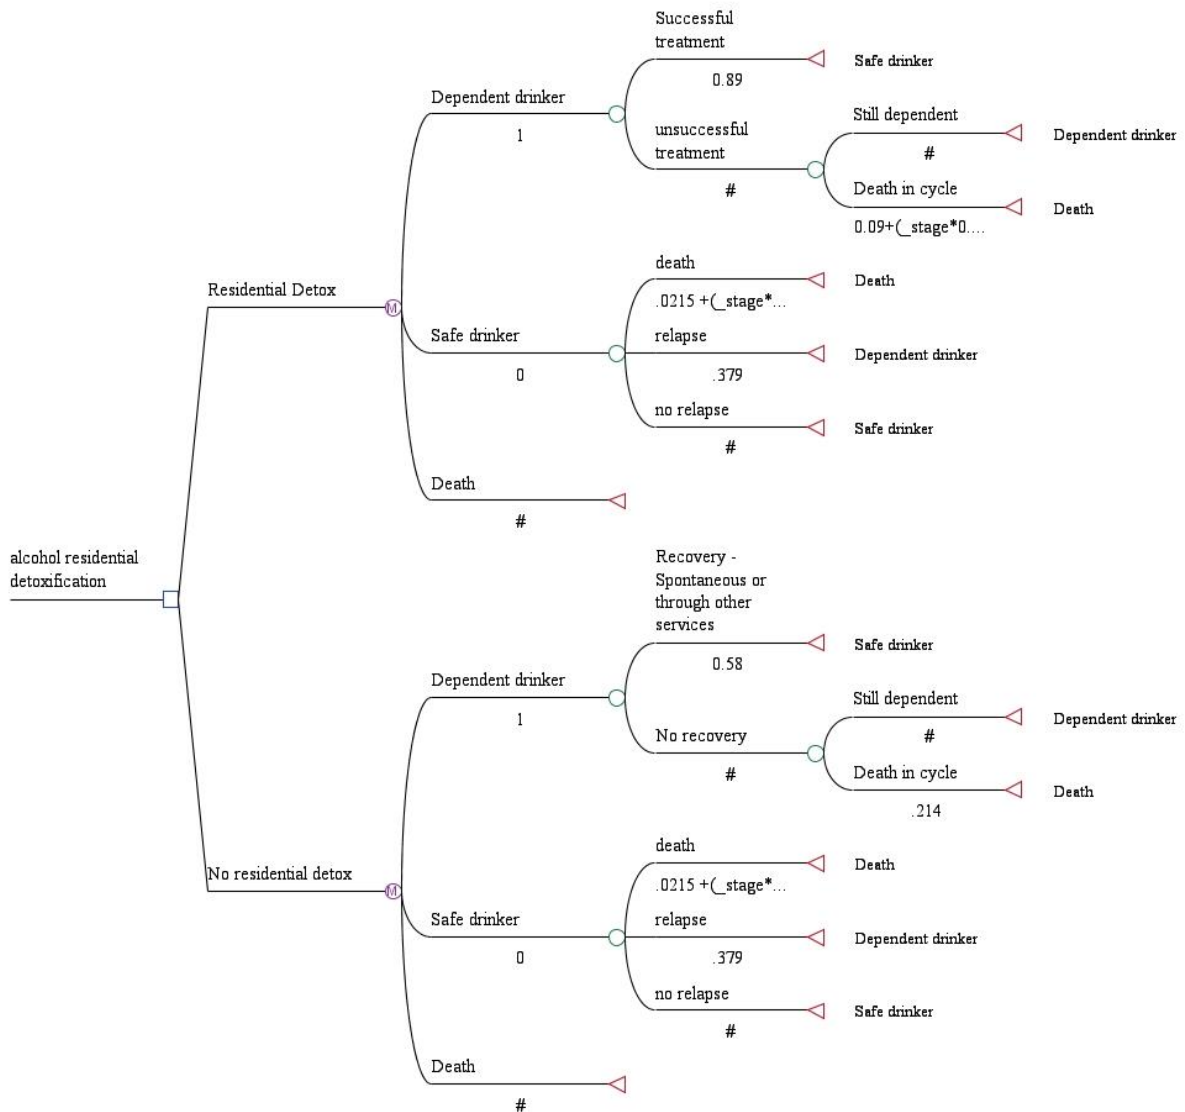 Successful
treatment
0.89
Safe drinker
Dependent drinker
1
unsuccessful
treatment
#
Still dependent
#
Dependent drinker
Death in cycle
0.09+(_stage*0....
Death
Residential Detox
M
death
.0215 +(_stage*...
Death
Safe drinker
0
relapse
.379
Dependent drinker
no relapse
#
Safe drinker
Death
#
alcohol residential
detoxification
Recovery -
Spontaneous or
through other
services
0.58
Safe drinker
Dependent drinker
1
No recovery
#
Still dependent
#
Dependent drinker
Death in cycle
.214
Death
No residential detox
M
death
.0215 +(_stage*...
Death
Safe drinker
0
relapse
.379
Dependent drinker
no relapse
#
Safe drinker
Death
#